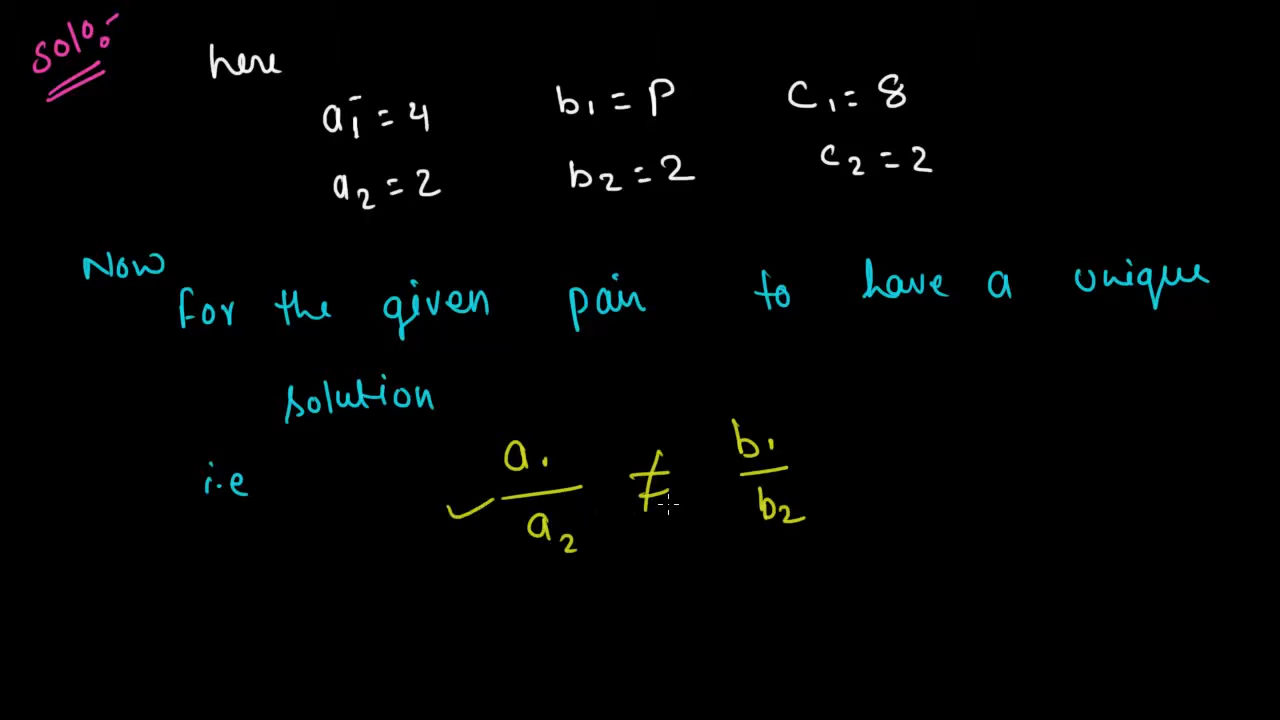 Soln:-
here
a1 = 4 b1 = P C1 = 8
a2 = 2 b2 = 2 C2 = 2
Now
for the given pair to have a unique
solution
i.e a1/a2 ≠ b1/b2